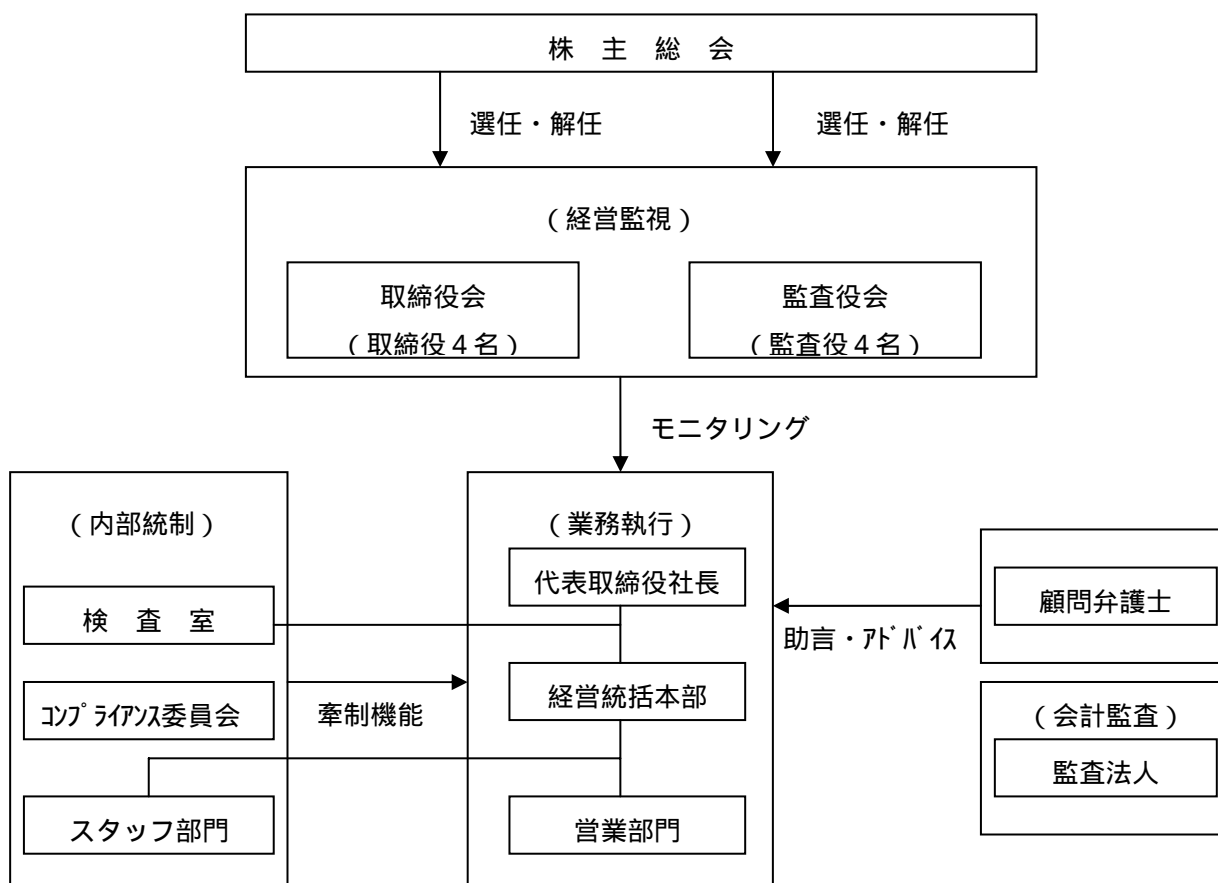 株 主 総 会
選任・解任
選任・解任
(経営監視)
取締役会
(取締役4名)
監査役会
(監査役4名)
モニタリング
(内部統制)
検 査 室
ｺﾝﾌﾟﾗｲｱﾝｽ委員会
スタッフ部門
牽制機能
(業務執行)
代表取締役社長
経営統括本部
営業部門
助言・ｱﾄﾞﾊﾞｲｽ
顧問弁護士
(会計監査)
監査法人